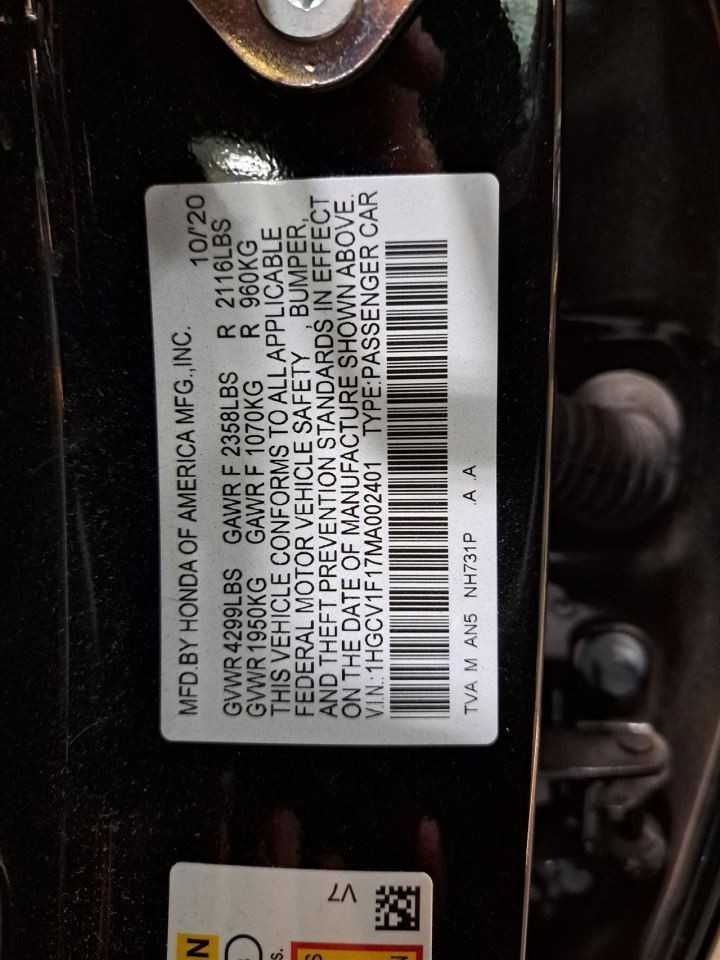 MFD.BY HONDA OF AMERICA MFG.,INC. 10/'20
GVWR 4299LBS GAWR F 2358LBS R 2116LBS
GVWR 1950KG GAWR F 1070KG R 960KG
THIS VEHICLE CONFORMS TO ALL APPLICABLE
FEDERAL MOTOR VEHICLE SAFETY , BUMPER,
AND THEFT PREVENTION STANDARDS IN EFFECT
ON THE DATE OF MANUFACTURE SHOWN ABOVE.
V.I.N.: 1HGCV1F17MA002401 TYPE:PASSENGER CAR
TVA M AN5 NH731P .A .A
V7